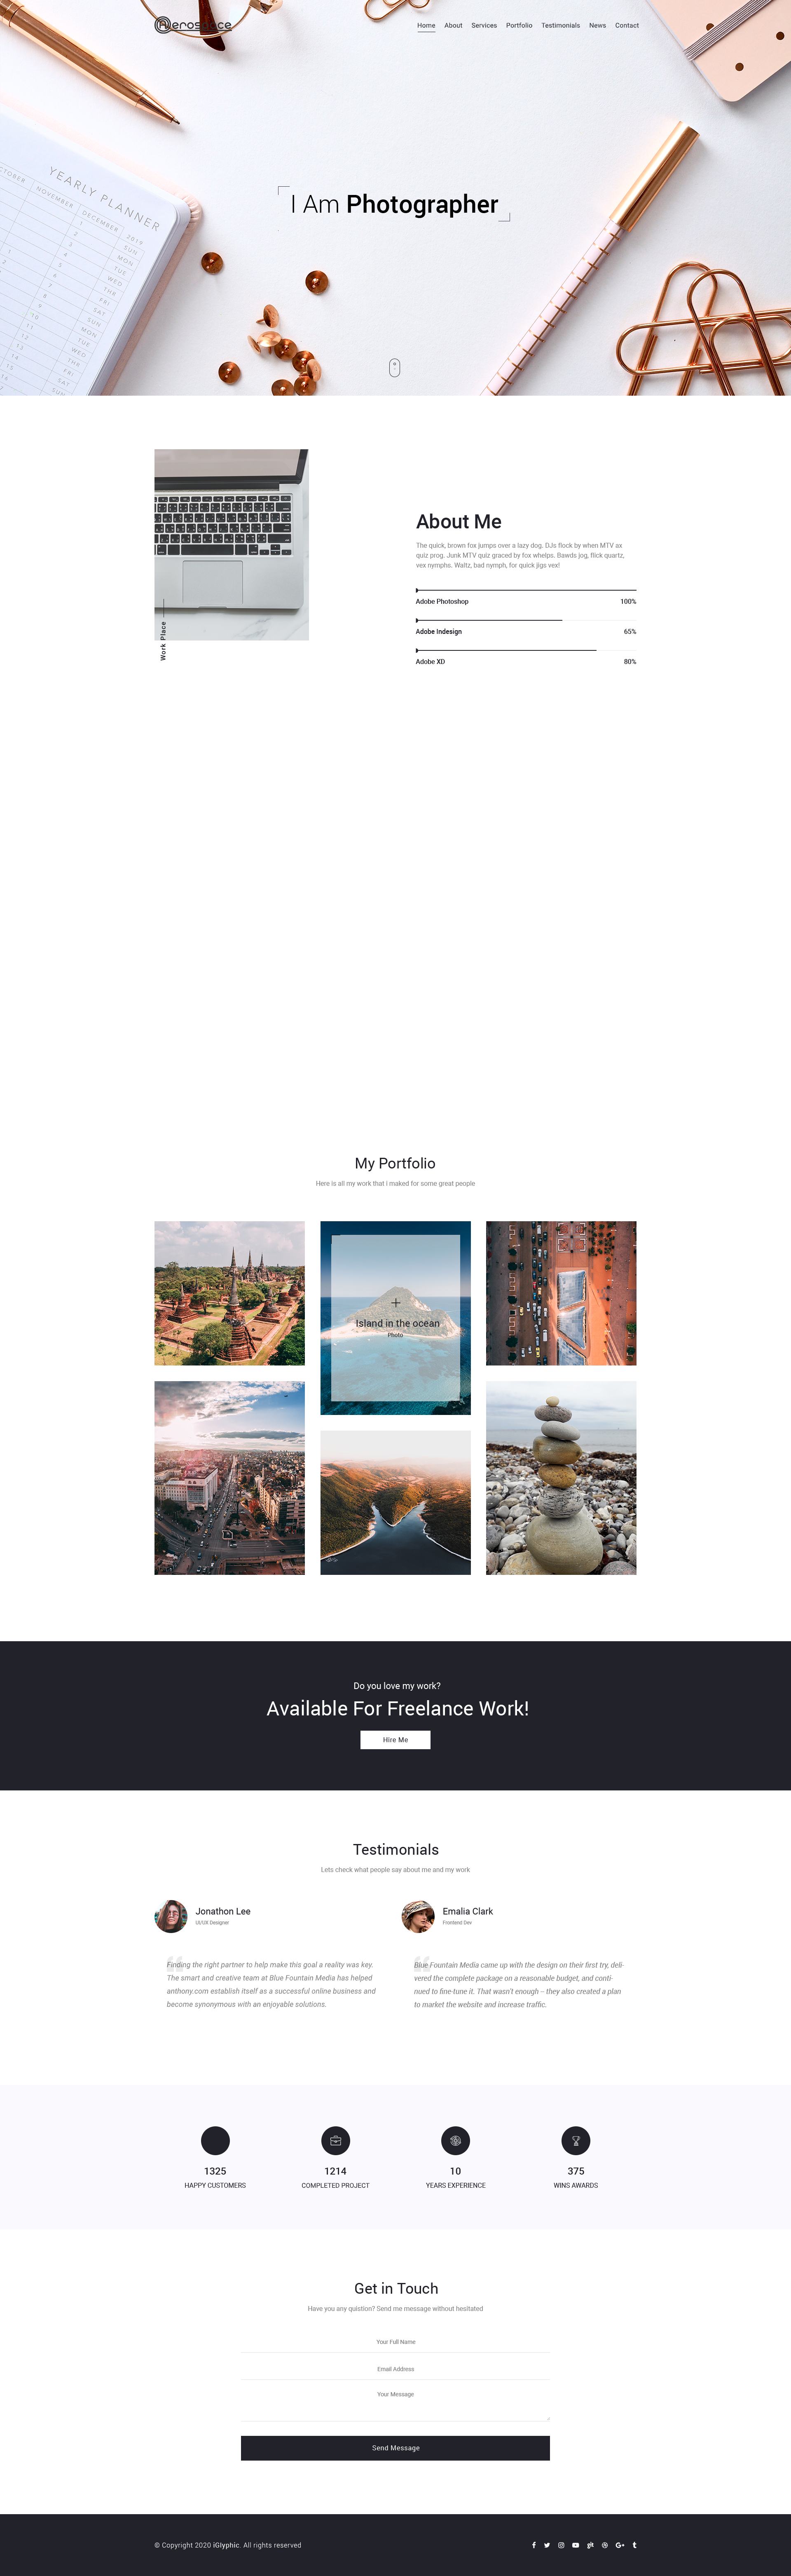 Aerospace
Home About Services Portfolio Testimonials News Contact
YEARLY PLANNER
NOVEMBER DECEMBER 2019
I Am Photographer
Work Place
About Me
The quick, brown fox jumps over a lazy dog. DJs flock by when MTV ax
quiz prog. Junk MTV quiz graced by fox whelps. Bawds jog, flick quartz,
vex nymphs. Waltz, bad nymph, for quick jigs vex!
Adobe Photoshop 100%
Adobe Indesign 65%
Adobe XD 80%
My Portfolio
Here is all my work that i maked for some great people
Island in the ocean
Photo
Do you love my work?
Available For Freelance Work!
Hire Me
Testimonials
Lets check what people say about me and my work
Jonathon Lee
UI/UX Designer
Finding the right partner to help make this goal a reality was key.
The smart and creative team at Blue Fountain Media has helped
anthony.com establish itself as a successful online business and
become synonymous with an enjoyable solutions.
Emalia Clark
Frontend Dev
Blue Fountain Media came up with the design on their first try, deli-
vered the complete package on a reasonable budget, and conti-
nued to fine-tune it. That wasn't enough – they also created a plan
to market the website and increase traffic.
1325
HAPPY CUSTOMERS
1214
COMPLETED PROJECT
10
YEARS EXPERIENCE
375
WINS AWARDS
Get in Touch
Have you any quistion? Send me message without hesitated
Your Full Name
Email Address
Your Message
Send Message
© Copyright 2020 iGlyphic. All rights reserved